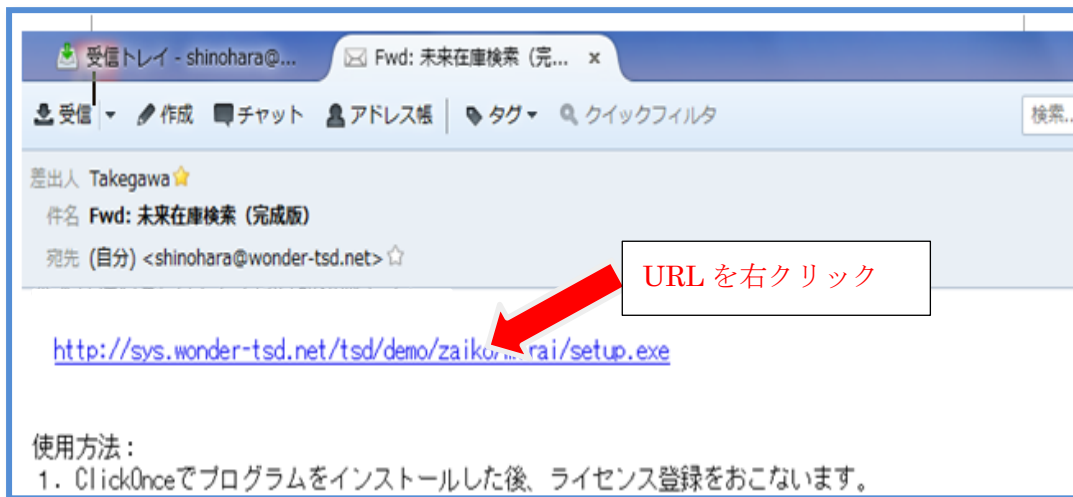 受信トレイ - shinohara@...
Fwd: 未来在庫検索（完... x
受信 作成 チャット アドレス帳 タグ クイックフィルタ 検索..
差出人 Takegawa
件名 Fwd: 未来在庫検索（完成版）
宛先 (自分) <shinohara@wonder-tsd.net>
URL を右クリック
http://sys.wonder-tsd.net/tsd/demo/zaiko/mirai/setup.exe
使用方法：
１．ClickOnceでプログラムをインストールした後、ライセンス登録をおこないます。